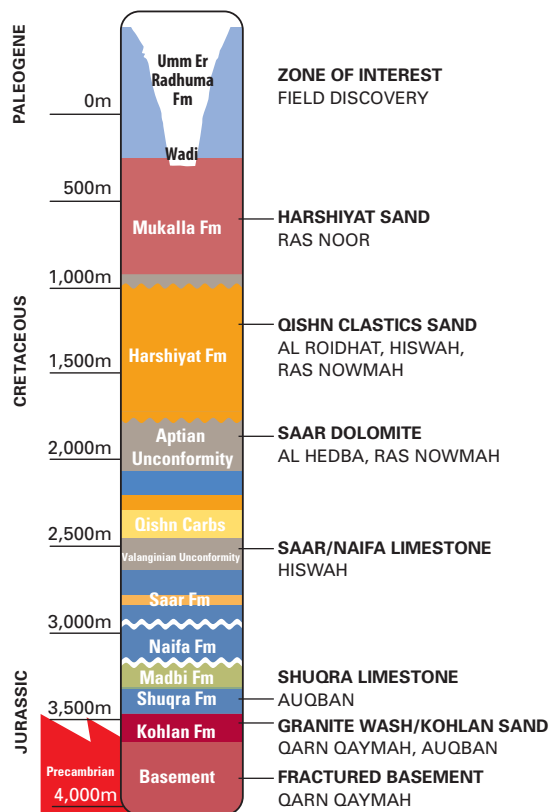 PALEOGENE
CRETACEOUS
JURASSIC
0m
500m
1,000m
1,500m
2,000m
2,500m
3,000m
3,500m
4,000m
Precambrian
Umm Er
Radhuma
Fm
Wadi
Mukalla Fm
Harshiyat Fm
Aptian
Unconformity
Qishn Carbs
Valanginian Unconformity
Saar Fm
Naifa Fm
Madbi Fm
Shuqra Fm
Kohlan Fm
Basement
ZONE OF INTEREST
FIELD DISCOVERY
HARSHIYAT SAND
RAS NOOR
QISHN CLASTICS SAND
AL ROIDHAT, HISWAH,
RAS NOWMAH
SAAR DOLOMITE
AL HEDBA, RAS NOWMAH
SAAR/NAIFA LIMESTONE
HISWAH
SHUQRA LIMESTONE
AUQBAN
GRANITE WASH/KOHLAN SAND
QARN QAYMAH, AUQBAN
FRACTURED BASEMENT
QARN QAYMAH